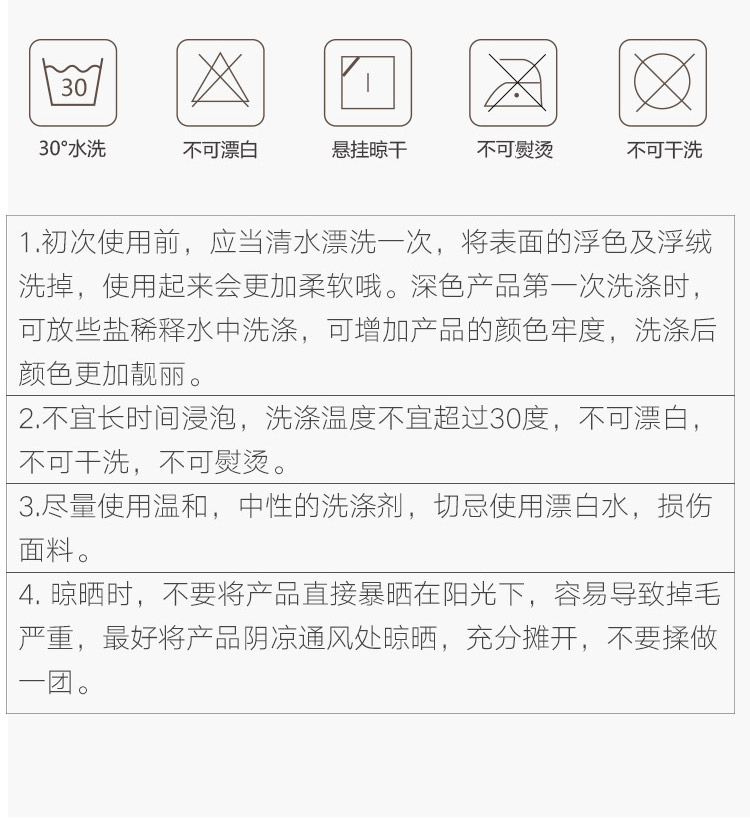 30
30°水洗 不可漂白 悬挂晾干 不可熨烫 不可干洗
1.初次使用前，应当清水漂洗一次，将表面的浮色及浮绒
洗掉，使用起来会更加柔软哦。深色产品第一次洗涤时，
可放些盐稀释水中洗涤，可增加产品的颜色牢度，洗涤后
颜色更加靓丽。
2.不宜长时间浸泡，洗涤温度不宜超过30度，不可漂白，
不可干洗，不可熨烫。
3.尽量使用温和，中性的洗涤剂，切忌使用漂白水，损伤
面料。
4. 晾晒时，不要将产品直接暴晒在阳光下，容易导致掉毛
严重，最好将产品阴凉通风处晾晒，充分摊开，不要揉做
一团。